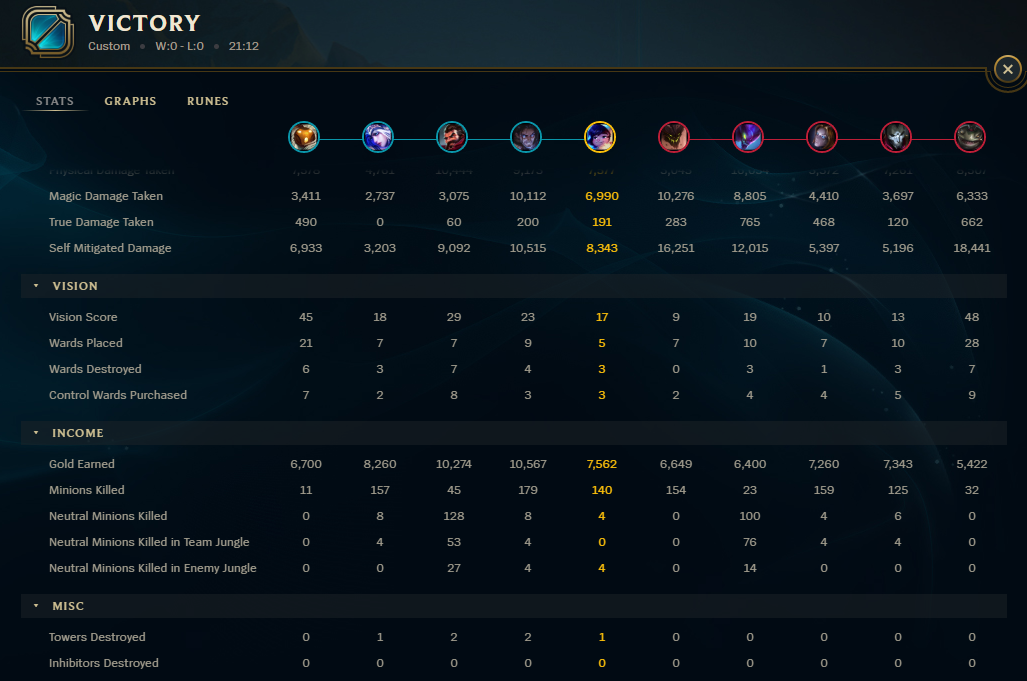 VICTORY
Custom • W:0 - L:0 • 21:12
STATS GRAPHS RUNES
Physical Damage Taken
Magic Damage Taken 3,411 2,737 3,075 10,112 6,990 10,276 8,805 4,410 3,697 6,333
True Damage Taken 490 0 60 200 191 283 765 468 120 662
Self Mitigated Damage 6,933 3,203 9,092 10,515 8,343 16,251 12,015 5,397 5,196 18,441
VISION
Vision Score 45 18 29 23 17 9 19 10 13 48
Wards Placed 21 7 7 9 5 7 10 7 10 28
Wards Destroyed 6 3 7 4 3 0 3 1 3 7
Control Wards Purchased 7 2 8 3 3 2 4 4 5 9
INCOME
Gold Earned 6,700 8,260 10,274 10,567 7,562 6,649 6,400 7,260 7,343 5,422
Minions Killed 11 157 45 179 140 154 23 159 125 32
Neutral Minions Killed 0 8 128 8 4 0 100 4 6 0
Neutral Minions Killed in Team Jungle 0 4 53 4 0 0 76 4 4 0
Neutral Minions Killed in Enemy Jungle 0 0 27 4 4 0 14 0 0 0
MISC
Towers Destroyed 0 1 2 2 1 0 0 0 0 0
Inhibitors Destroyed 0 0 0 0 0 0 0 0 0 0